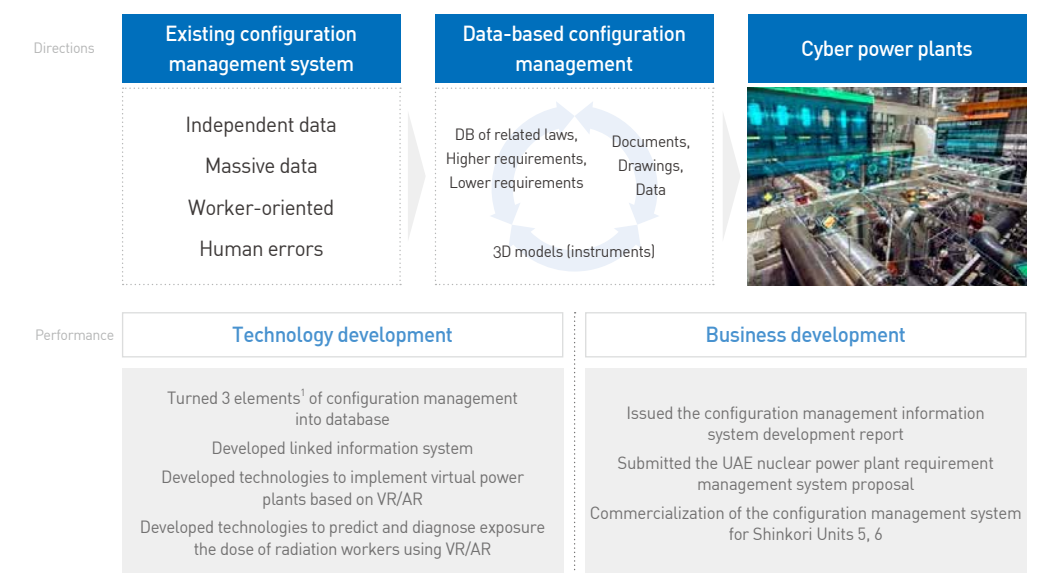 Directions
Existing configuration
management system
Data-based configuration
management
Cyber power plants
Independent data
Massive data
Worker-oriented
Human errors
DB of related laws,
Higher requirements,
Lower requirements
Documents,
Drawings,
Data
3D models (instruments)
Performance
Technology development
Business development
Turned 3 elements¹ of configuration management
into database
Developed linked information system
Developed technologies to implement virtual power
plants based on VR/AR
Developed technologies to predict and diagnose exposure
the dose of radiation workers using VR/AR
Issued the configuration management information
system development report
Submitted the UAE nuclear power plant requirement
management system proposal
Commercialization of the configuration management system
for Shinkori Units 5, 6